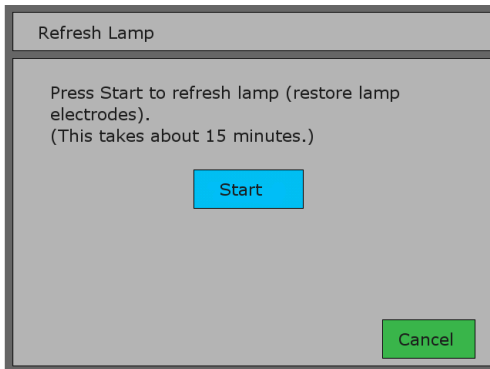 Refresh Lamp
Press Start to refresh lamp (restore lamp
electrodes).
(This takes about 15 minutes.)
Start
Cancel